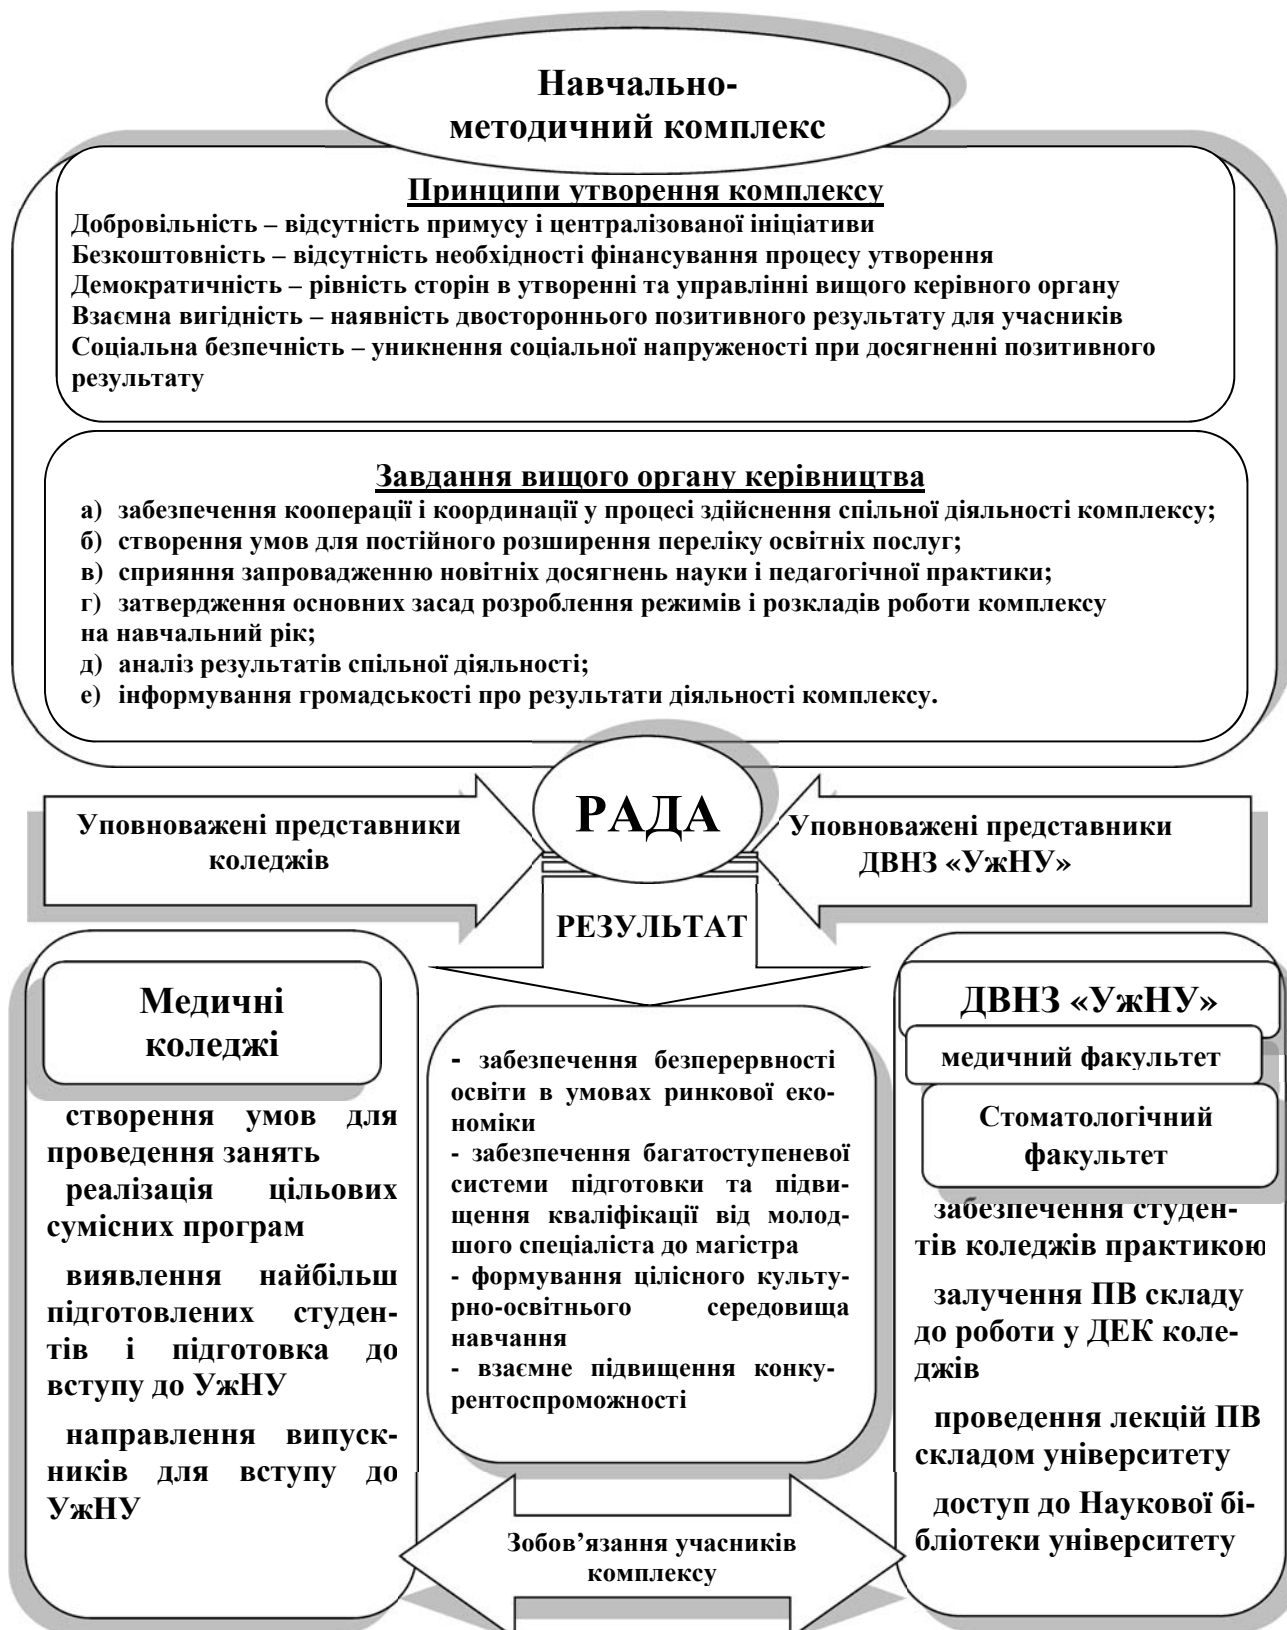 Навчально-
методичний комплекс
Принципи утворення комплексу
Добровільність – відсутність примусу і централізованої ініціативи
Безкоштовність – відсутність необхідності фінансування процесу утворення
Демократичність – рівність сторін в утворенні та управлінні вищого керівного органу
Взаємна вигідність – наявність двостороннього позитивного результату для учасників
Соціальна безпечність – уникнення соціальної напруженості при досягненні позитивного
результату
Завдання вищого органу керівництва
а) забезпечення кооперації і координації у процесі здійснення спільної діяльності комплексу;
б) створення умов для постійного розширення переліку освітніх послуг;
в) сприяння запровадженню новітніх досягнень науки і педагогічної практики;
г) затвердження основних засад розроблення режимів і розкладів роботи комплексу
на навчальний рік;
д) аналіз результатів спільної діяльності;
е) інформування громадськості про результати діяльності комплексу.
РАДА
Уповноважені представники
коледжів
Уповноважені представники
ДВНЗ «УжНУ»
РЕЗУЛЬТАТ
Медичні
коледжі
створення умов для
проведення занять
реалізація цільових
сумісних програм
виявлення найбільш
підготовлених студен-
тів і підготовка до
вступу до УжНУ
направлення випуск-
ників для вступу до
УжНУ
- забезпечення безперервності
освіти в умовах ринкової еко-
номіки
- забезпечення багатоступеневої
системи підготовки та підви-
щення кваліфікації від молод-
шого спеціаліста до магістра
- формування цілісного культу-
рно-освітнього середовища
навчання
- взаємне підвищення конку-
рентоспроможності
ДВНЗ «УжНУ»
медичний факультет
Стоматологічний
факультет
забезпечення студен-
тів коледжів практикою
залучення ПВ складу
до роботи у ДЕК коле-
джів
проведення лекцій ПВ
складом університету
доступ до Наукової бі-
бліотеки університету
Зобов’язання учасників
комплексу